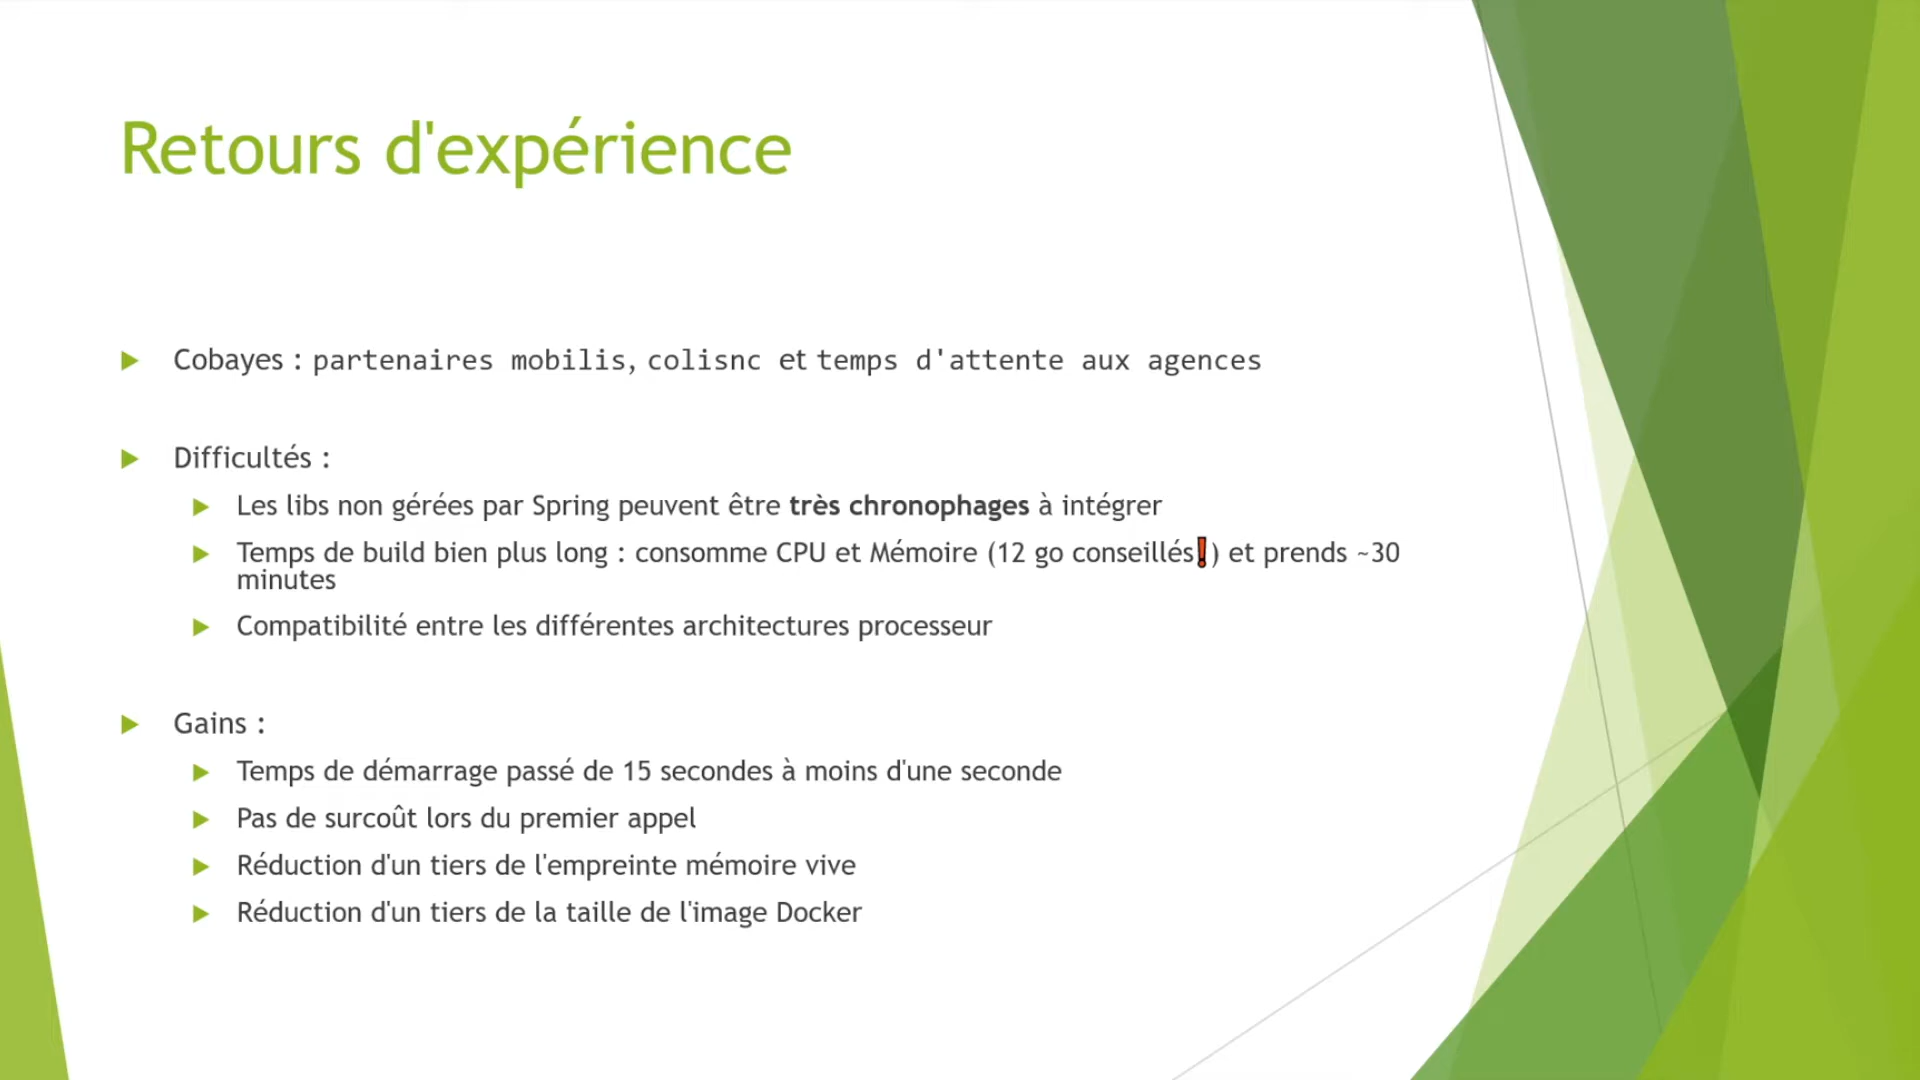 Retours d'expérience
Cobayes : partenaires mobilis, colisnc et temps d'attente aux agences
Difficultés :
Les libs non gérées par Spring peuvent être très chronophages à intégrer
Temps de build bien plus long : consomme CPU et Mémoire (12 go conseillés❗) et prends ~30
minutes
Compatibilité entre les différentes architectures processeur
Gains :
Temps de démarrage passé de 15 secondes à moins d'une seconde
Pas de surcoût lors du premier appel
Réduction d'un tiers de l'empreinte mémoire vive
Réduction d'un tiers de la taille de l'image Docker